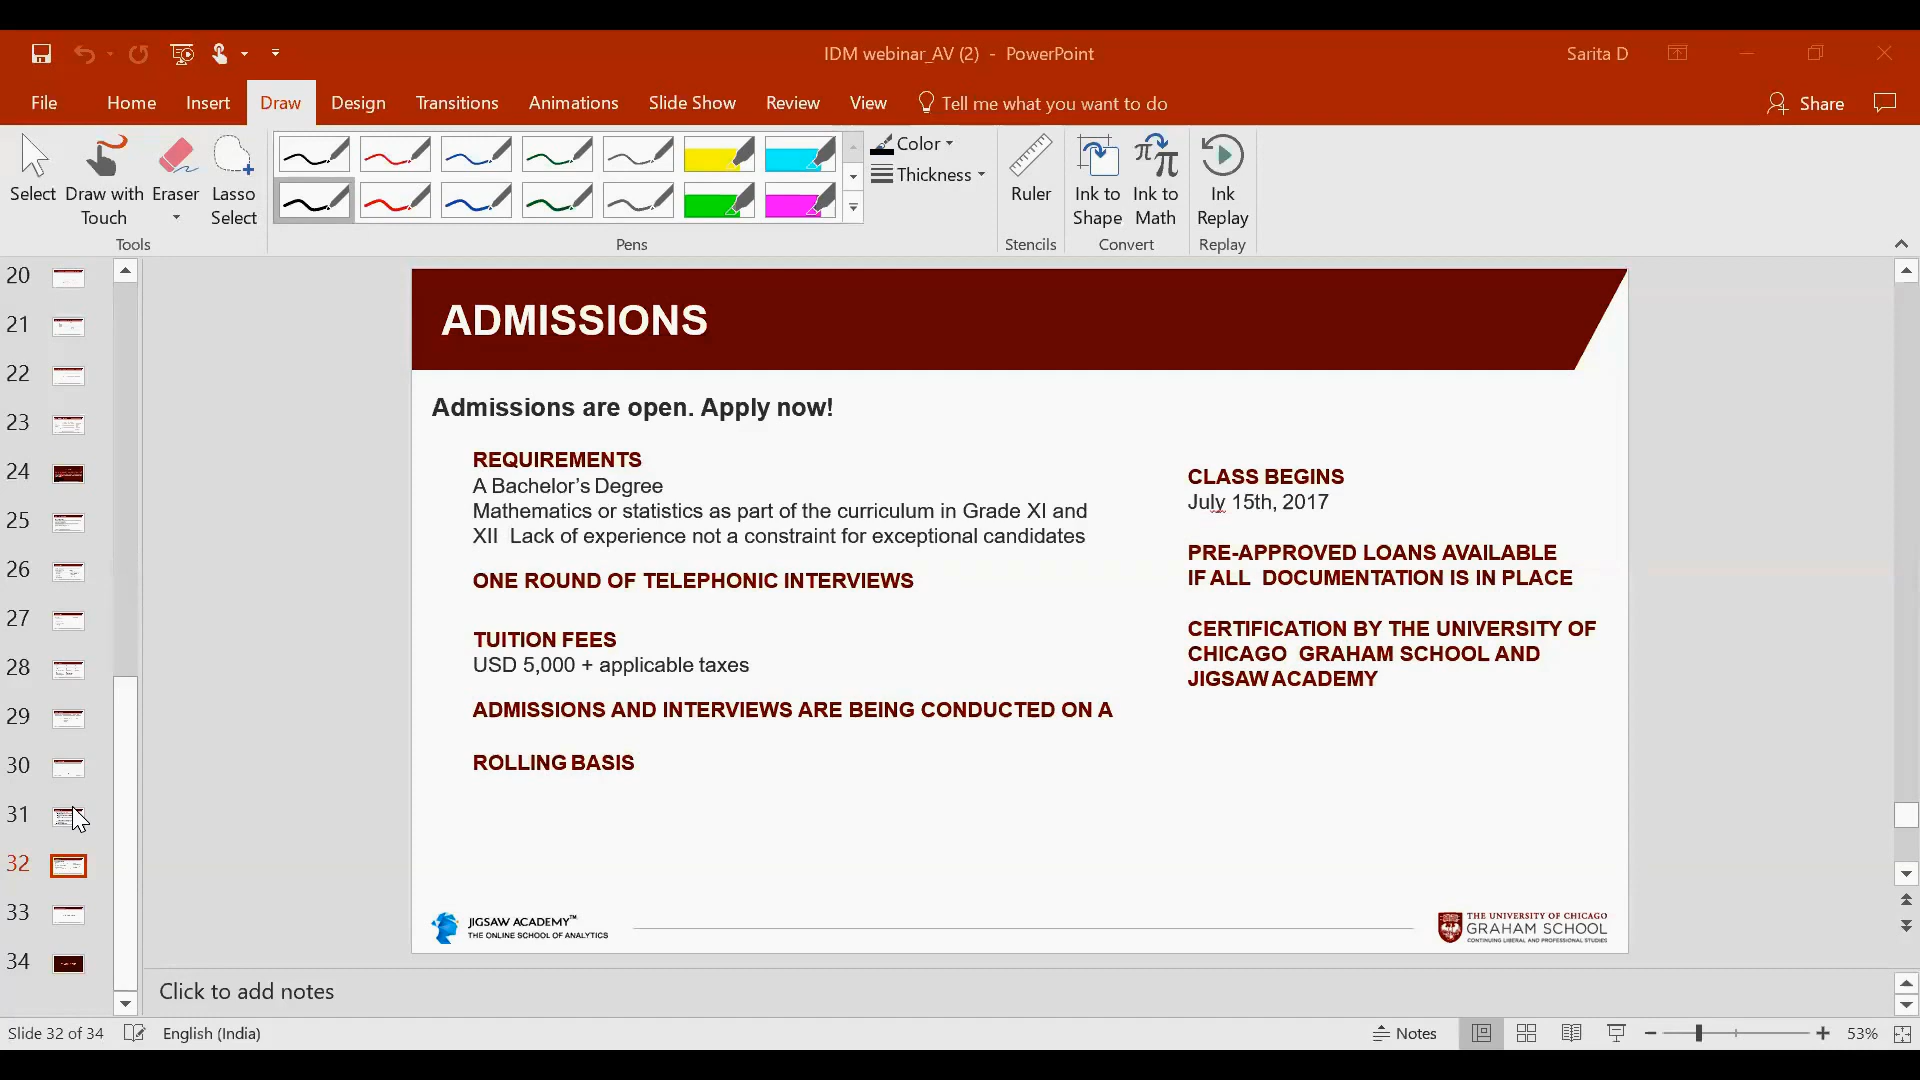 IDM webinar_AV (2) - PowerPoint
Sarita D
File Home Insert Draw Design Transitions Animations Slide Show Review View Tell me what you want to do
Share
Select
Draw with Touch
Eraser
Lasso Select
Tools
Pens
Color
Thickness
Ruler
Stencils
Ink to Shape
Ink to Math
Convert
Ink Replay
Replay
20
21
22
23
24
25
26
27
28
29
30
31
32
33
34
ADMISSIONS
Admissions are open. Apply now!
REQUIREMENTS
A Bachelor's Degree
Mathematics or statistics as part of the curriculum in Grade XI and
XII Lack of experience not a constraint for exceptional candidates
ONE ROUND OF TELEPHONIC INTERVIEWS
TUITION FEES
USD 5,000 + applicable taxes
ADMISSIONS AND INTERVIEWS ARE BEING CONDUCTED ON A
ROLLING BASIS
CLASS BEGINS
July 15th, 2017
PRE-APPROVED LOANS AVAILABLE
IF ALL DOCUMENTATION IS IN PLACE
CERTIFICATION BY THE UNIVERSITY OF
CHICAGO GRAHAM SCHOOL AND
JIGSAW ACADEMY
JIGSAW ACADEMY™
THE ONLINE SCHOOL OF ANALYTICS
THE UNIVERSITY OF CHICAGO
GRAHAM SCHOOL
CONTINUING LIBERAL AND PROFESSIONAL STUDIES
Click to add notes
Slide 32 of 34
English (India)
Notes
53%